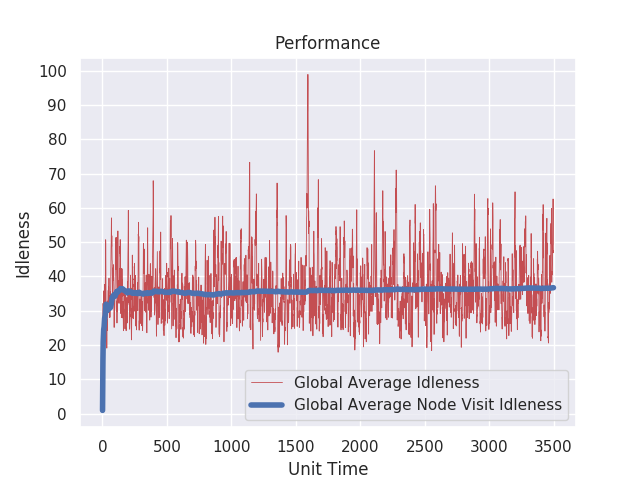 Performance
Idleness
100
90
80
70
60
50
40
30
20
10
0
0 500 1000 1500 2000 2500 3000 3500
Unit Time
Global Average Idleness
Global Average Node Visit Idleness